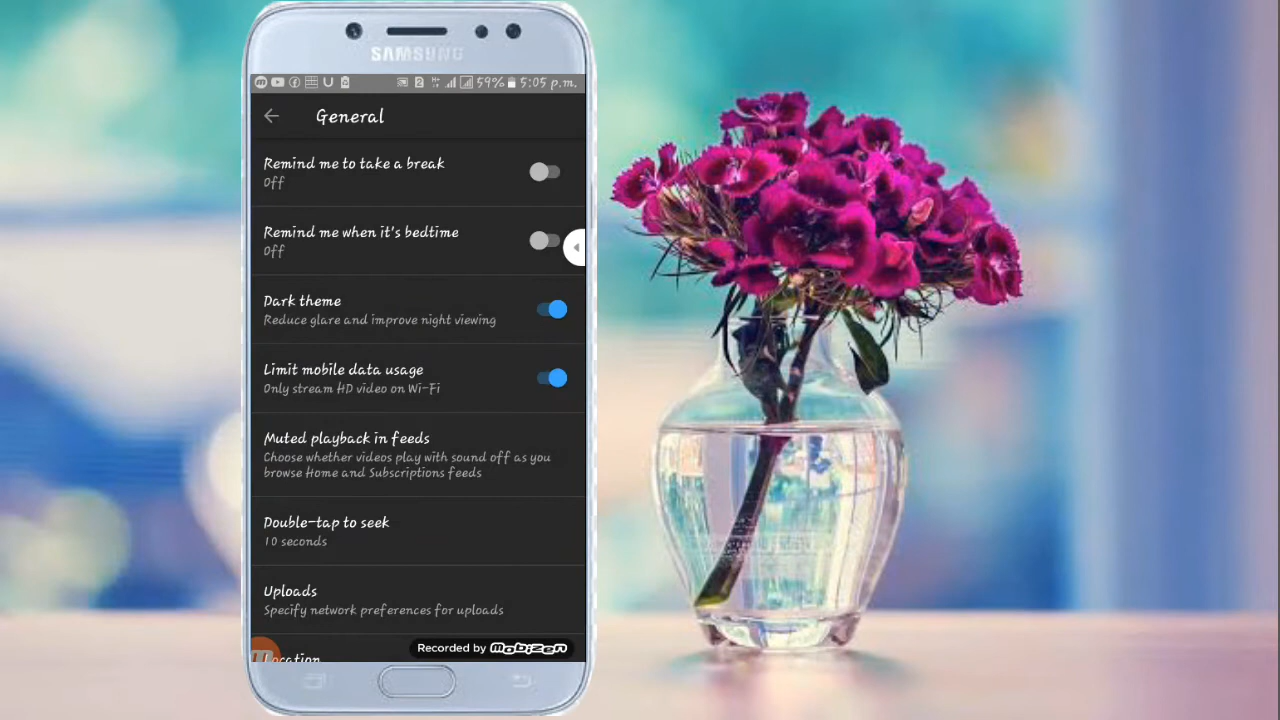 SAMSUNG
59% 5:05 p.m.
General
Remind me to take a break
Off
Remind me when it's bedtime
Off
Dark theme
Reduce glare and improve night viewing
Limit mobile data usage
Only stream HD video on Wi-Fi
Muted playback in feeds
Choose whether videos play with sound off as you
browse Home and Subscriptions feeds
Double-tap to seek
10 seconds
Uploads
Specify network preferences for uploads
Location
Recorded by mobizen